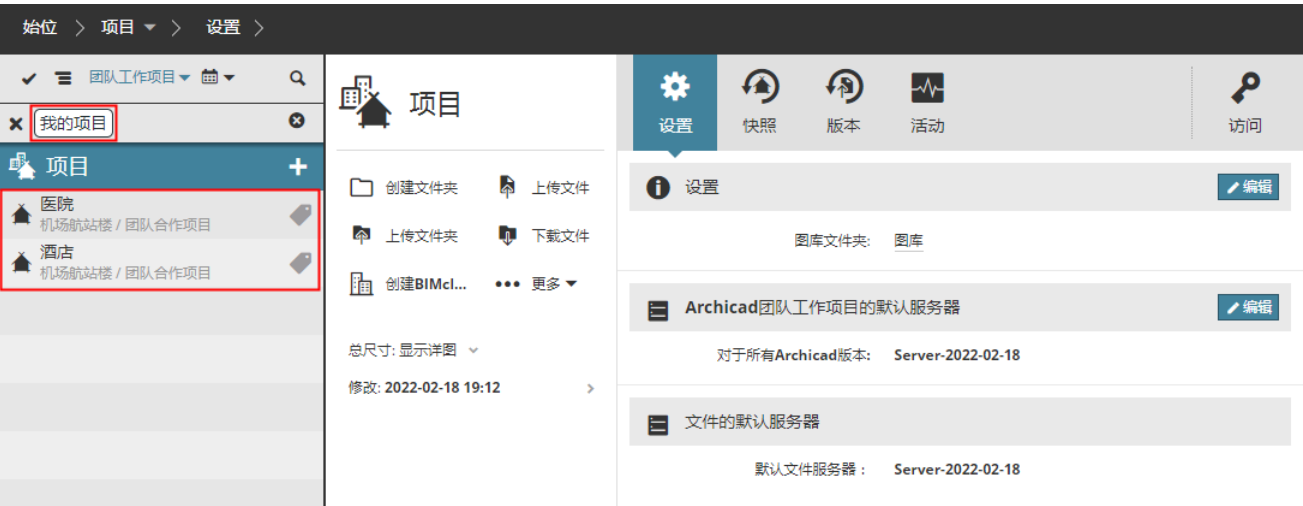 始位 > 项目 > 设置 >
团队工作项目
我的项目
项目
医院
机场航站楼 / 团队合作项目
酒店
机场航站楼 / 团队合作项目
项目
创建文件夹 上传文件
上传文件夹 下载文件
创建BIMcl... 更多
总尺寸: 显示详图
修改: 2022-02-18 19:12
设置 快照 版本 活动 访问
设置 编辑
图库文件夹: 图库
Archicad团队工作项目的默认服务器 编辑
对于所有Archicad版本: Server-2022-02-18
文件的默认服务器
默认文件服务器： Server-2022-02-18